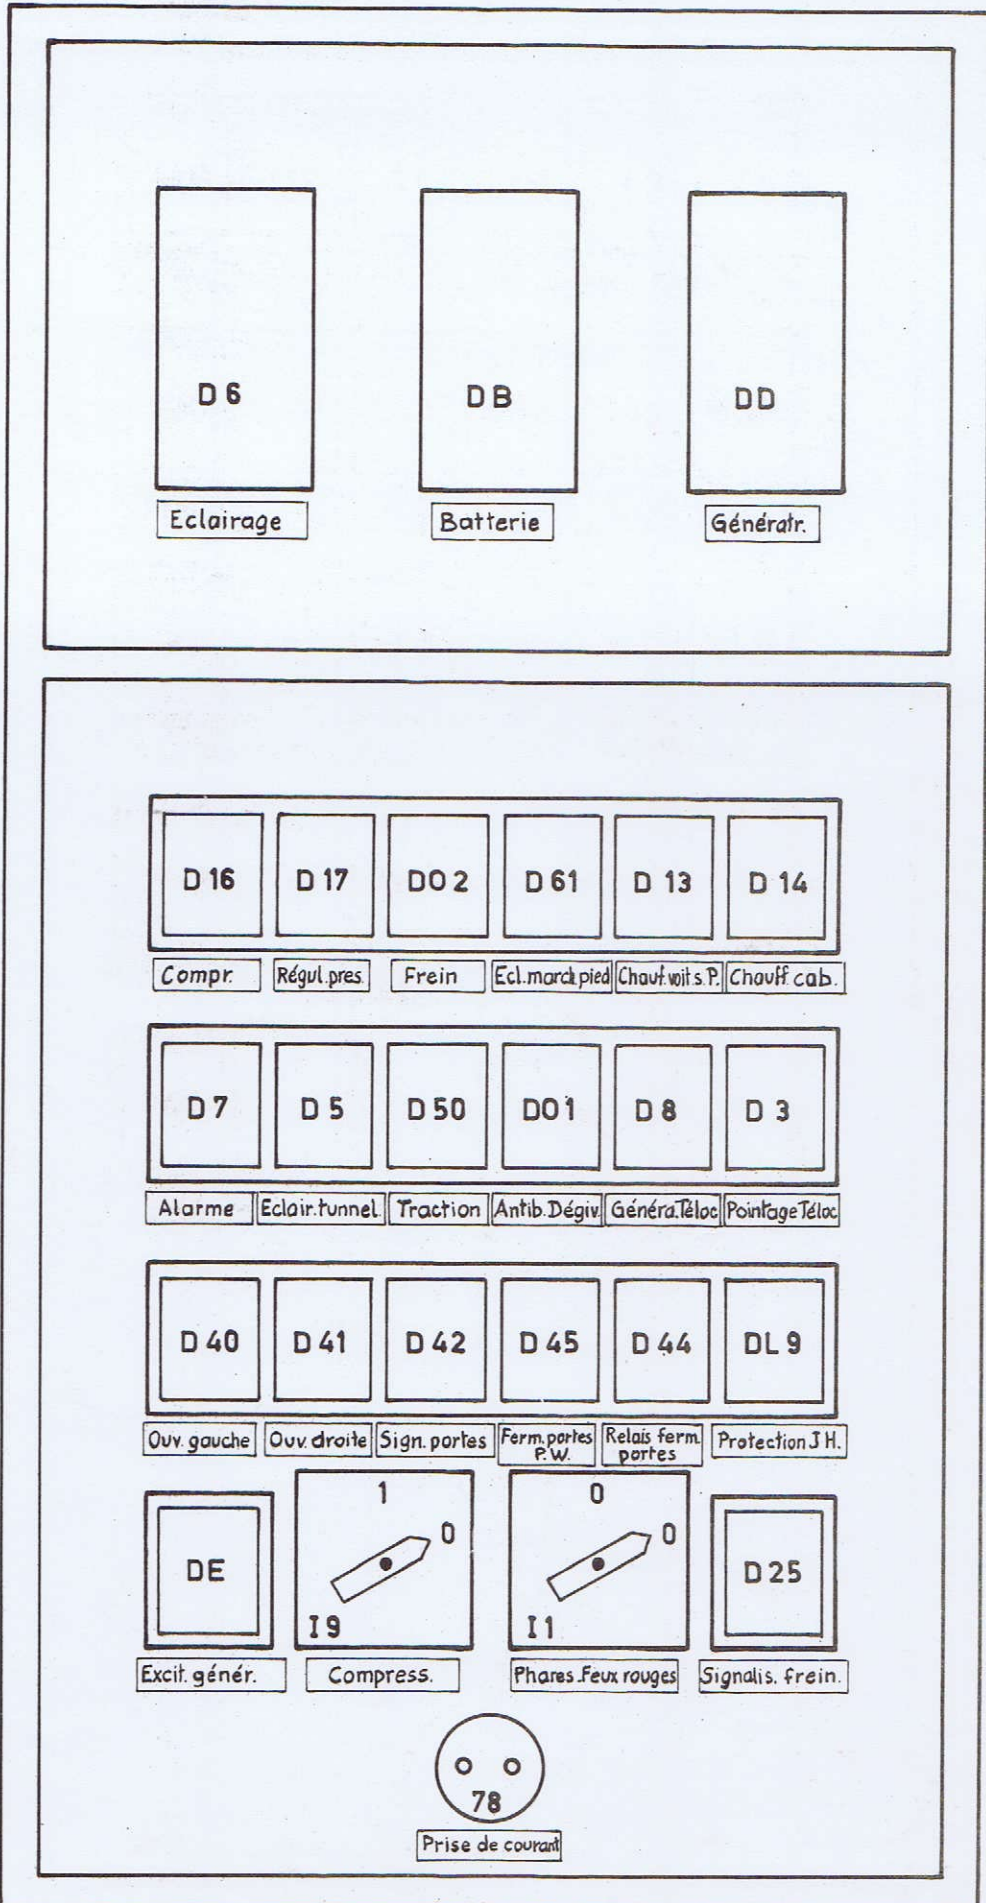 D 6 DB DD
Eclairage Batterie Génératr.
D 16 D 17 DO 2 D 61 D 13 D 14
Compr. Régul.pres. Frein Ecl.march.pied Chauf.voit s.P. Chauff.cab.
D 7 D 5 D 50 DO 1 D 8 D 3
Alarme Eclair.tunnel Traction Antib.Dégiv. Généra.Téloc Pointage Téloc
D 40 D 41 D 42 D 45 D 44 DL 9
Ouv. gauche Ouv. droite Sign. portes Ferm. portes Relais ferm. Protection J H.
P.W. portes
1 0
0 0
DE D 25
I 9 I 1
Excit. génér. Compress. Phares.Feux rouges Signalis. frein.
78
Prise de courant